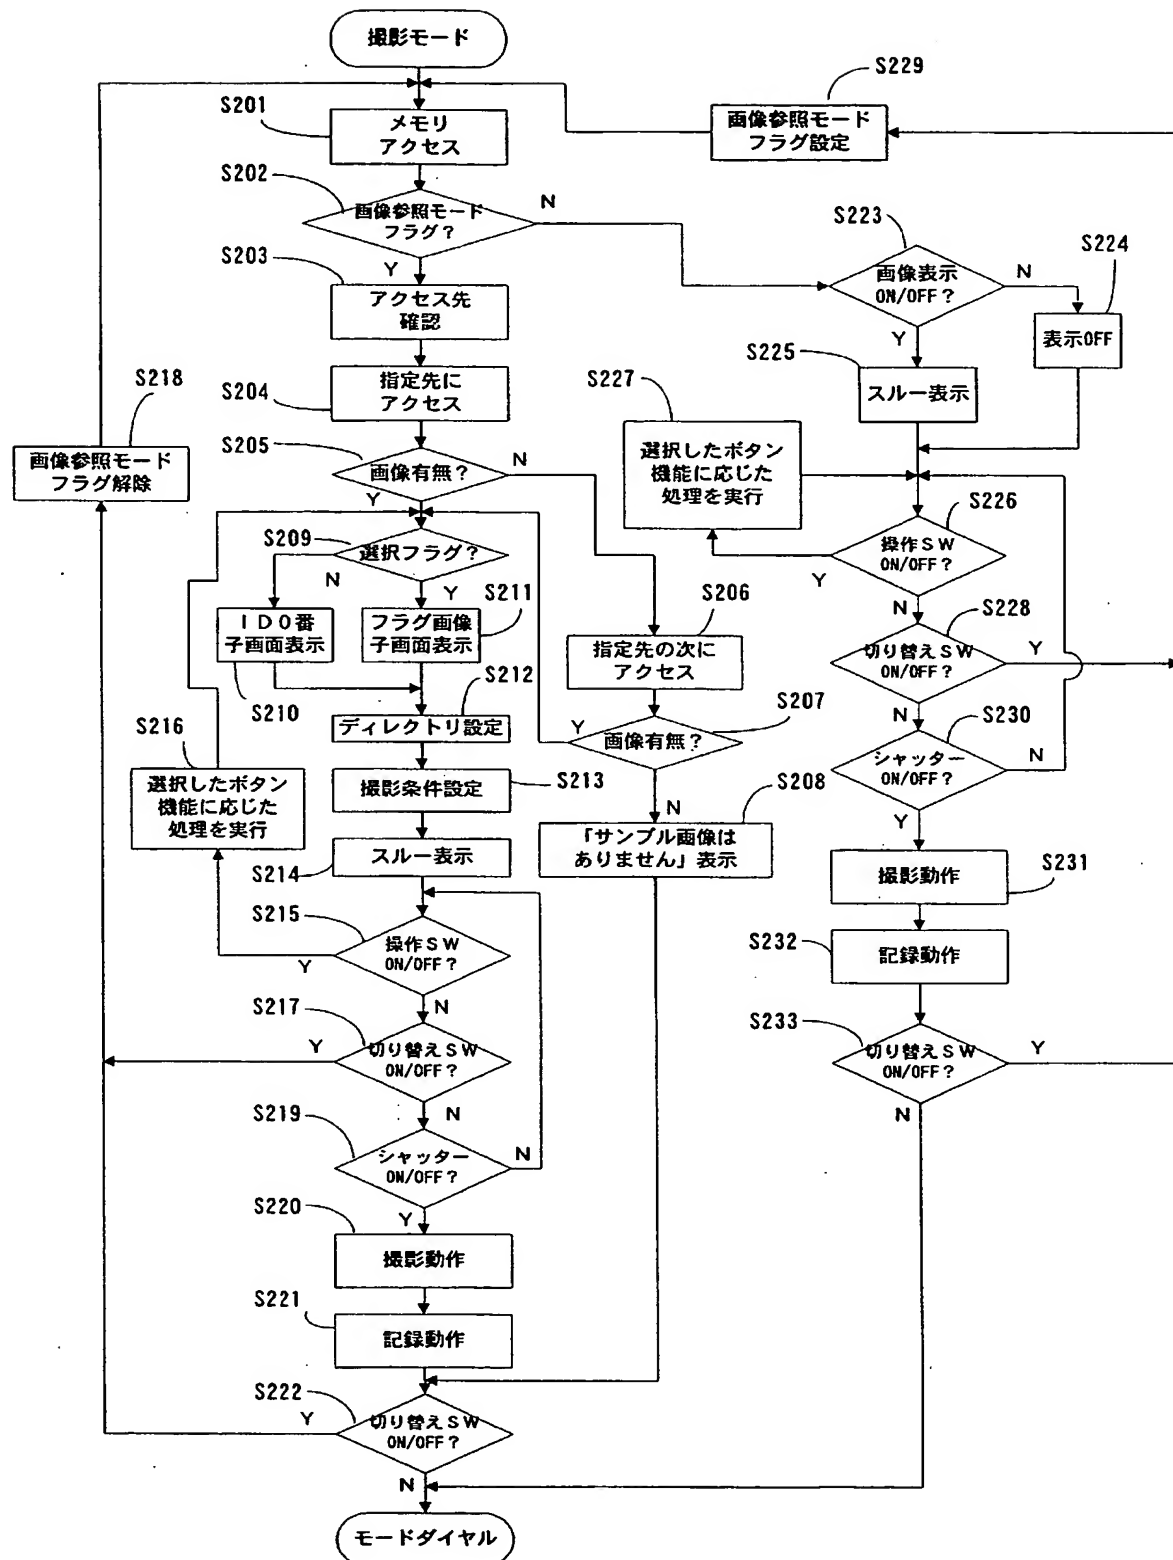 撮影モード
S229
S201
メモリ
アクセス
画像参照モード
フラグ設定
S202
画像参照モード
フラグ?
N
Y
S203
アクセス先
確認
S223
画像表示
ON/OFF?
N
Y
S224
表示OFF
S218
画像参照モード
フラグ解除
S204
指定先に
アクセス
S225
スルー表示
S227
選択したボタン
機能に応じた
処理を実行
S205
画像有無?
N
Y
S226
操作SW
ON/OFF?
Y
N
S209
選択フラグ?
N
Y
S211
ID0番
子画面表示
S210
フラグ画像
子画面表示
S206
指定先の次に
アクセス
S228
切り替えSW
ON/OFF?
Y
N
S212
ディレクトリ設定
S207
画像有無?
Y
N
S230
シャッター
ON/OFF?
N
Y
S216
選択したボタン
機能に応じた
処理を実行
S213
撮影条件設定
S208
「サンプル画像は
ありません」表示
S214
スルー表示
撮影動作
S231
S215
操作SW
ON/OFF?
Y
N
S232
記録動作
S217
切り替えSW
ON/OFF?
Y
N
S233
切り替えSW
ON/OFF?
Y
N
S219
シャッター
ON/OFF?
N
Y
S220
撮影動作
S221
記録動作
S222
切り替えSW
ON/OFF?
Y
N
モードダイヤル